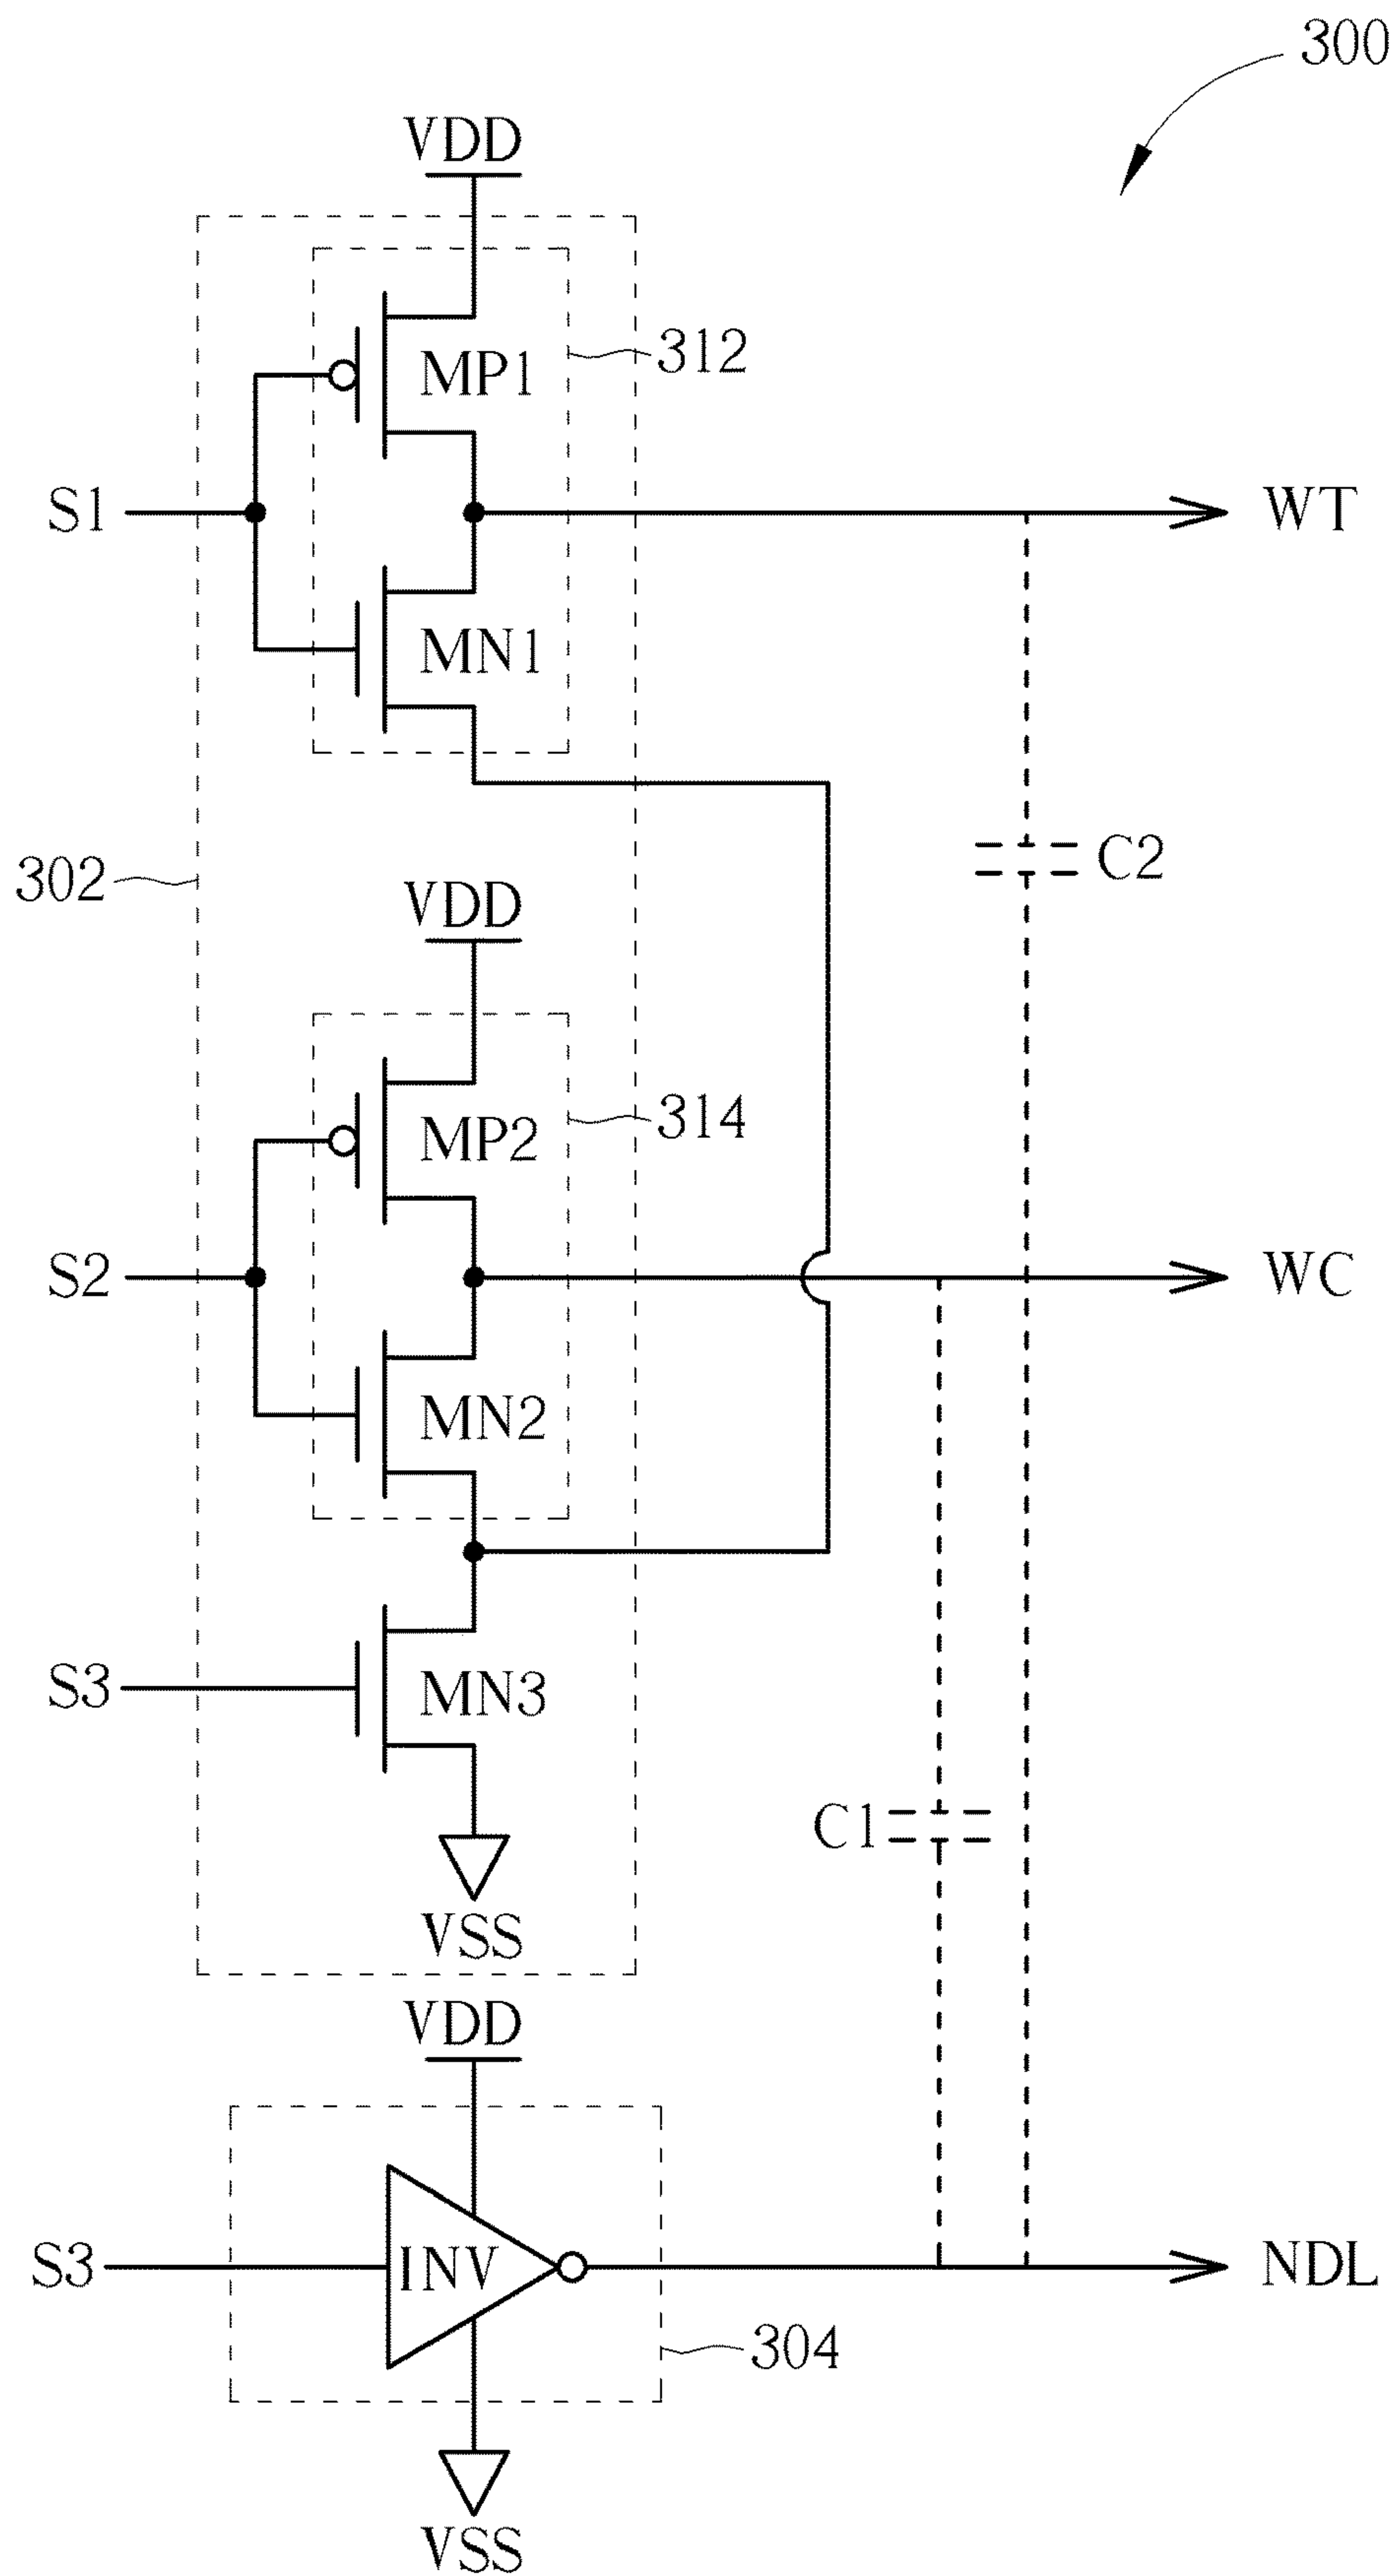 300
VDD
MP1
312
S1
WT
MN1
302
C2
VDD
MP2
314
S2
WC
MN2
S3
MN3
C1
VSS
VDD
S3
INV
NDL
304
VSS